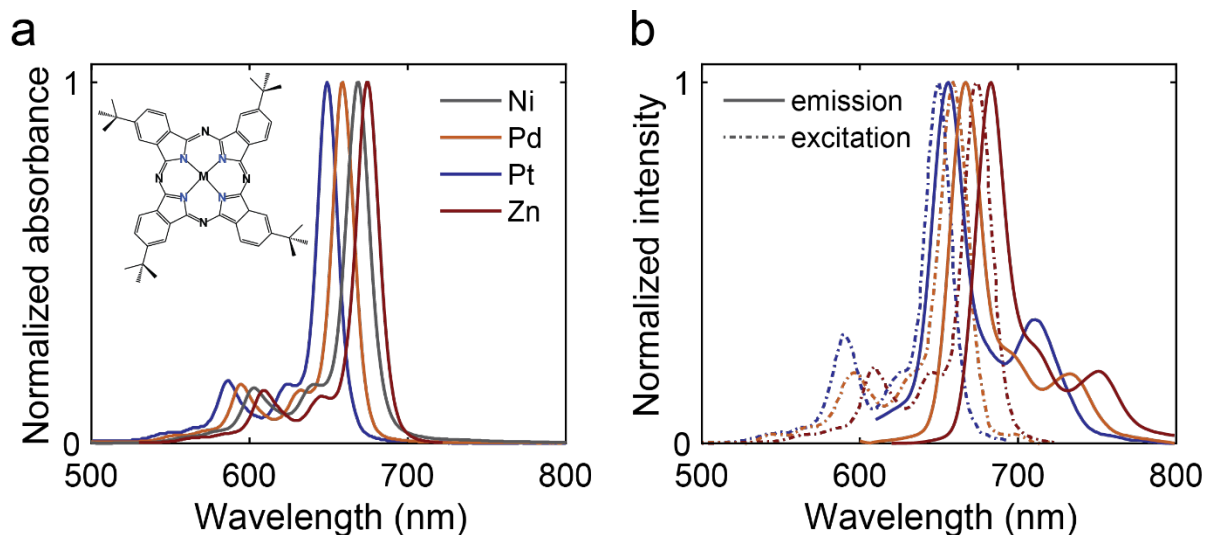 a
Normalized absorbance
1
0
500
600
700
800
Wavelength (nm)
Ni
Pd
Pt
Zn
N
N
N
N
M
N
N
N
N
b
Normalized intensity
1
0
500
600
700
800
Wavelength (nm)
emission
excitation